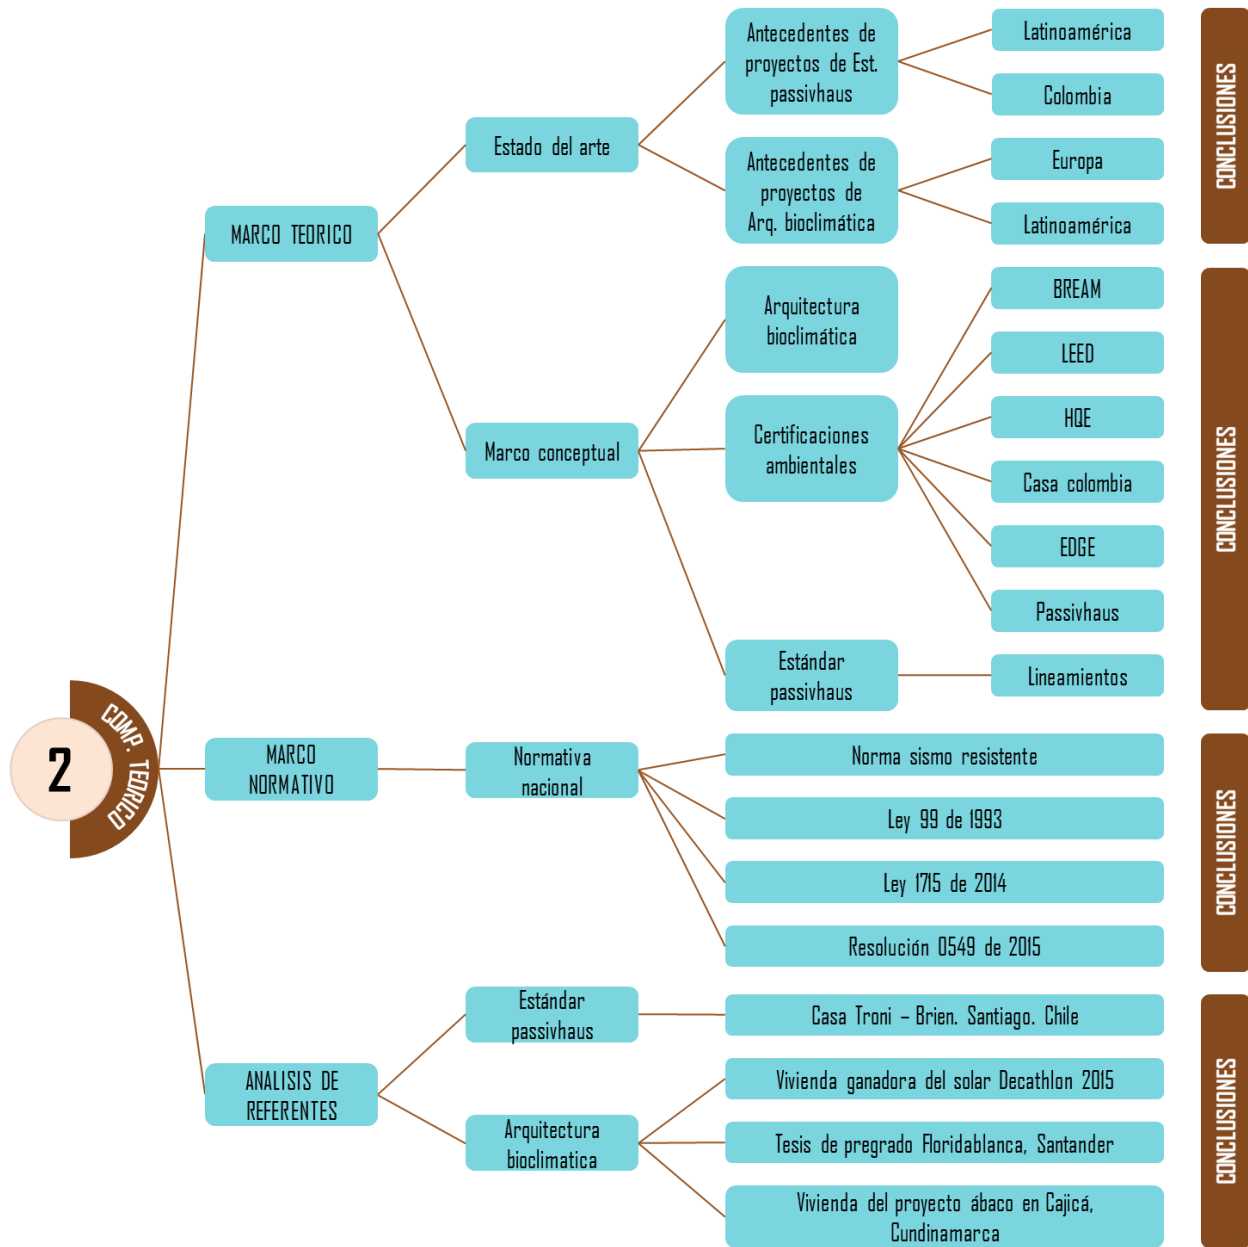 2
COMP. TEORICO
MARCO TEORICO
Estado del arte
Antecedentes de
proyectos de Est.
passivhaus
Latinoamérica
Colombia
Antecedentes de
proyectos de
Arq. bioclimática
Europa
Latinoamérica
CONCLUSIONES
Marco conceptual
Arquitectura
bioclimática
Certificaciones
ambientales
BREAM
LEED
HQE
Casa colombia
EDGE
Passivhaus
Estándar
passivhaus
Lineamientos
CONCLUSIONES
MARCO
NORMATIVO
Normativa
nacional
Norma sismo resistente
Ley 99 de 1993
Ley 1715 de 2014
Resolución 0549 de 2015
CONCLUSIONES
ANALISIS DE
REFERENTES
Estándar
passivhaus
Casa Troni – Brien. Santiago. Chile
Arquitectura
bioclimatica
Vivienda ganadora del solar Decathlon 2015
Tesis de pregrado Floridablanca, Santander
Vivienda del proyecto ábaco en Cajicá,
Cundinamarca
CONCLUSIONES